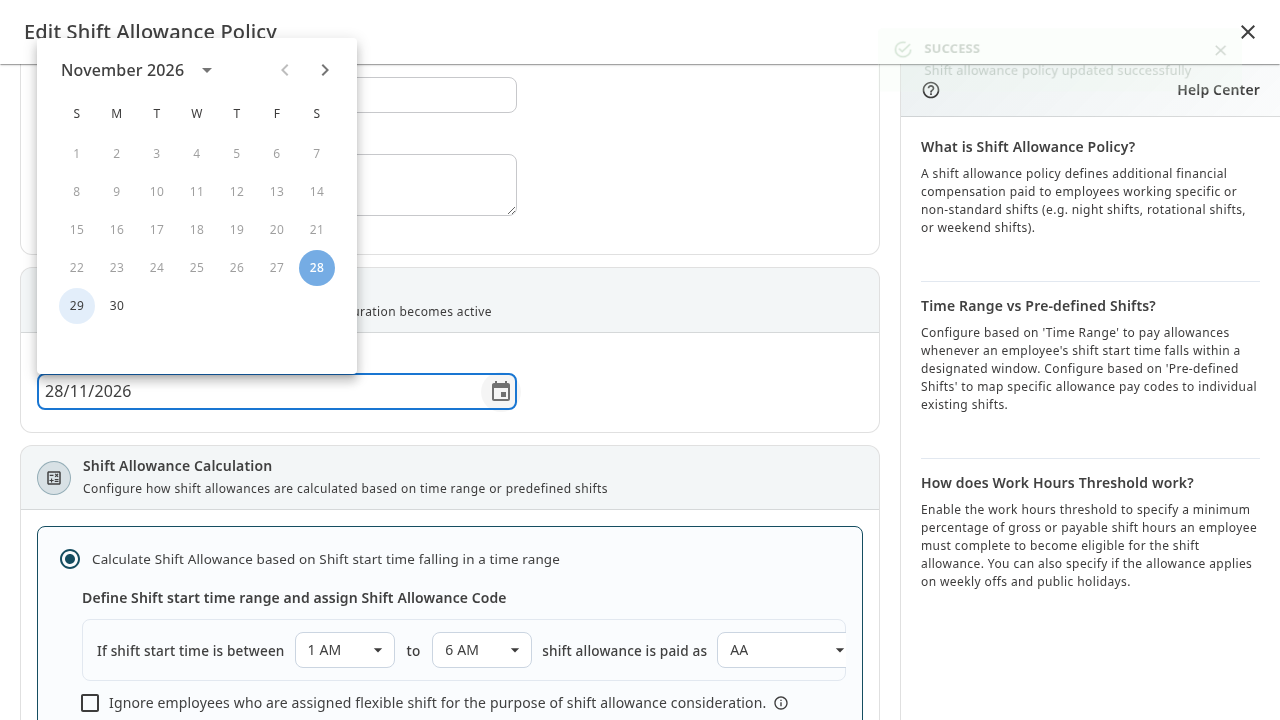 Edit Shift Allowance Policy
SUCCESS
Shift allowance policy updated successfully
November 2026
S M T W T F S
1 2 3 4 5 6 7
8 9 10 11 12 13 14
15 16 17 18 19 20 21
22 23 24 25 26 27 28
29 30
uration becomes active
28/11/2026
Shift Allowance Calculation
Configure how shift allowances are calculated based on time range or predefined shifts
Calculate Shift Allowance based on Shift start time falling in a time range
Define Shift start time range and assign Shift Allowance Code
If shift start time is between 1 AM to 6 AM shift allowance is paid as AA
Ignore employees who are assigned flexible shift for the purpose of shift allowance consideration.
Help Center
What is Shift Allowance Policy?
A shift allowance policy defines additional financial
compensation paid to employees working specific or
non-standard shifts (e.g. night shifts, rotational shifts,
or weekend shifts).
Time Range vs Pre-defined Shifts?
Configure based on 'Time Range' to pay allowances
whenever an employee's shift start time falls within a
designated window. Configure based on 'Pre-defined
Shifts' to map specific allowance pay codes to individual
existing shifts.
How does Work Hours Threshold work?
Enable the work hours threshold to specify a minimum
percentage of gross or payable shift hours an employee
must complete to become eligible for the shift
allowance. You can also specify if the allowance applies
on weekly offs and public holidays.